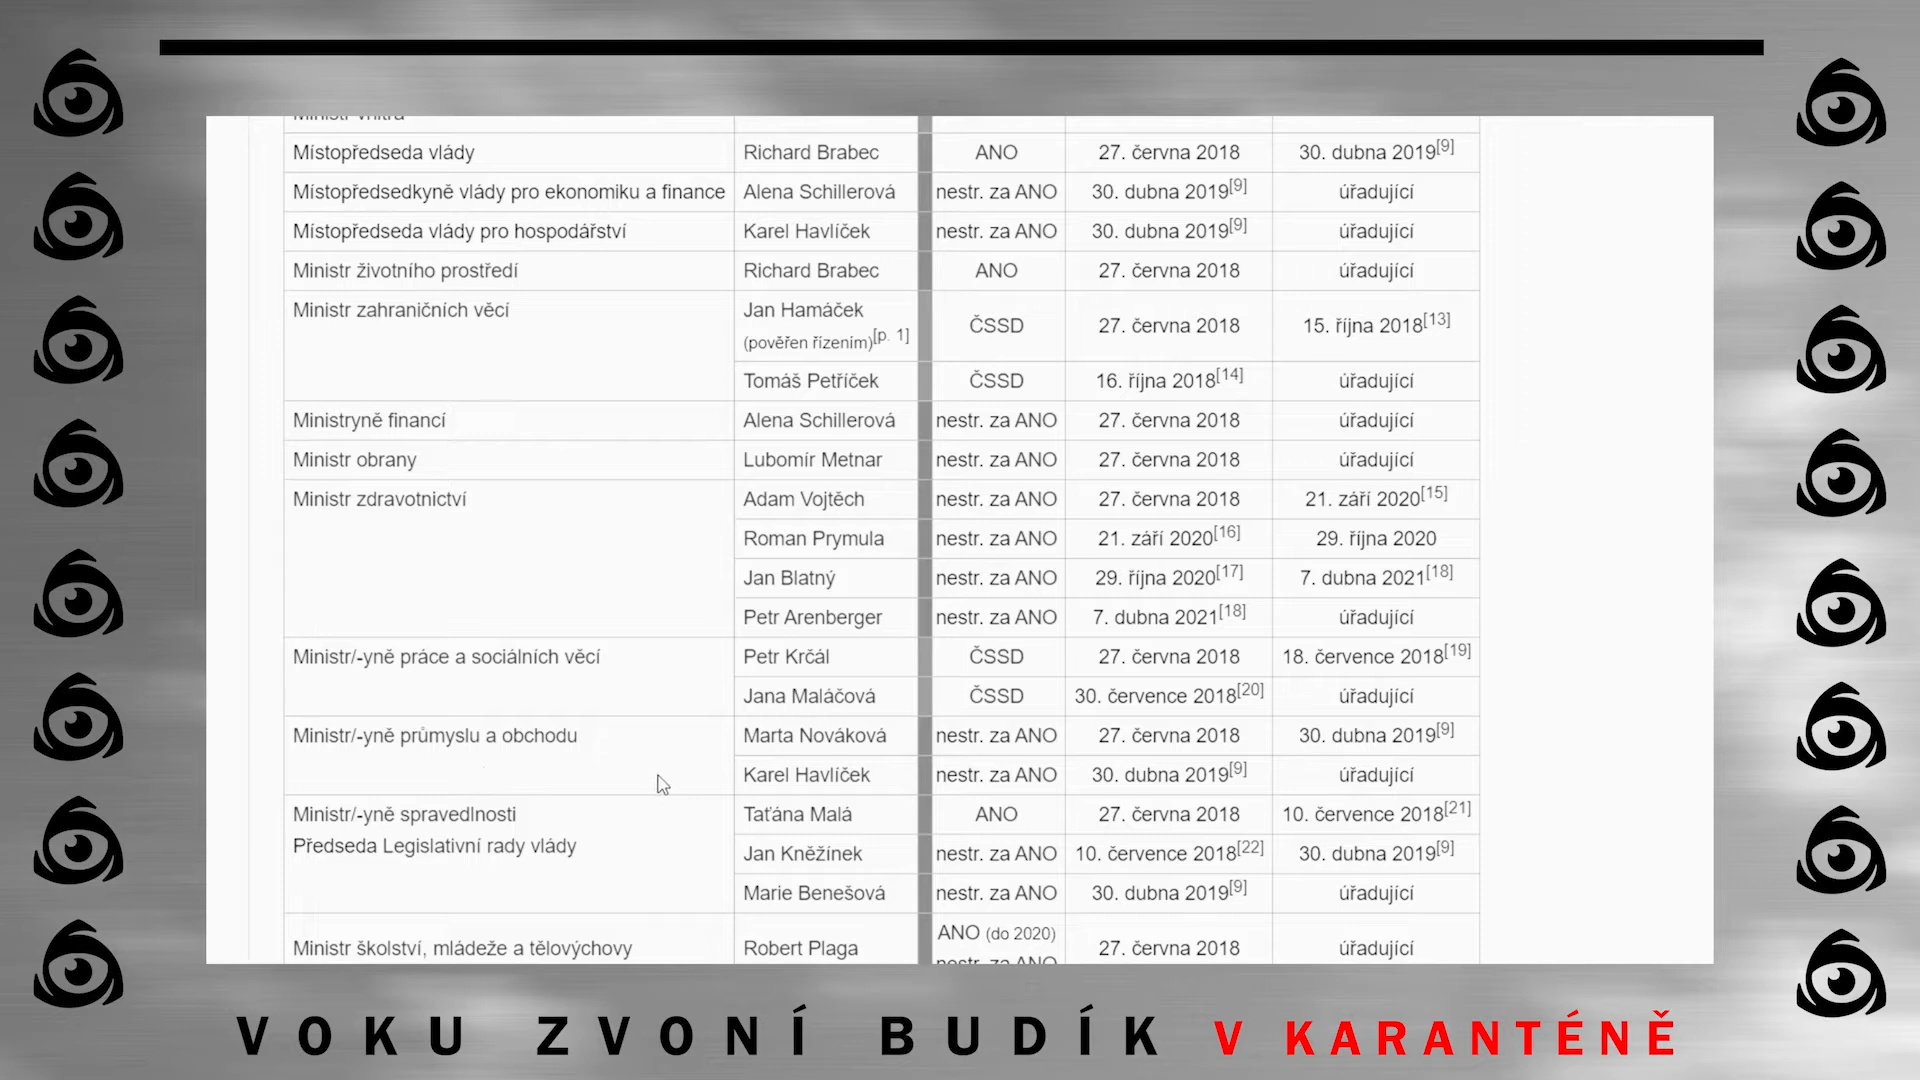 Ministr vnitra
Místopředseda vlády Richard Brabec ANO 27. června 2018 30. dubna 2019[9]
Místopředsedkyně vlády pro ekonomiku a finance Alena Schillerová nestr. za ANO 30. dubna 2019[9] úřadující
Místopředseda vlády pro hospodářství Karel Havlíček nestr. za ANO 30. dubna 2019[9] úřadující
Ministr životního prostředí Richard Brabec ANO 27. června 2018 úřadující
Ministr zahraničních věcí Jan Hamáček (pověřen řízením)[p. 1] ČSSD 27. června 2018 15. října 2018[13]
Tomáš Petříček ČSSD 16. října 2018[14] úřadující
Ministryně financí Alena Schillerová nestr. za ANO 27. června 2018 úřadující
Ministr obrany Lubomír Metnar nestr. za ANO 27. června 2018 úřadující
Ministr zdravotnictví Adam Vojtěch nestr. za ANO 27. června 2018 21. září 2020[15]
Roman Prymula nestr. za ANO 21. září 2020[16] 29. října 2020
Jan Blatný nestr. za ANO 29. října 2020[17] 7. dubna 2021[18]
Petr Arenberger nestr. za ANO 7. dubna 2021[18] úřadující
Ministr/-yně práce a sociálních věcí Petr Krčál ČSSD 27. června 2018 18. července 2018[19]
Jana Maláčová ČSSD 30. července 2018[20] úřadující
Ministr/-yně průmyslu a obchodu Marta Nováková nestr. za ANO 27. června 2018 30. dubna 2019[9]
Karel Havlíček nestr. za ANO 30. dubna 2019[9] úřadující
Ministr/-yně spravedlnosti Taťána Malá ANO 27. června 2018 10. července 2018[21]
Předseda Legislativní rady vlády Jan Kněžínek nestr. za ANO 10. července 2018[22] 30. dubna 2019[9]
Marie Benešová nestr. za ANO 30. dubna 2019[9] úřadující
Ministr školství, mládeže a tělovýchovy Robert Plaga ANO (do 2020) 27. června 2018 úřadující
nestr. za ANO
VOKU ZVONÍ BUDÍK V KARANTÉNĚ